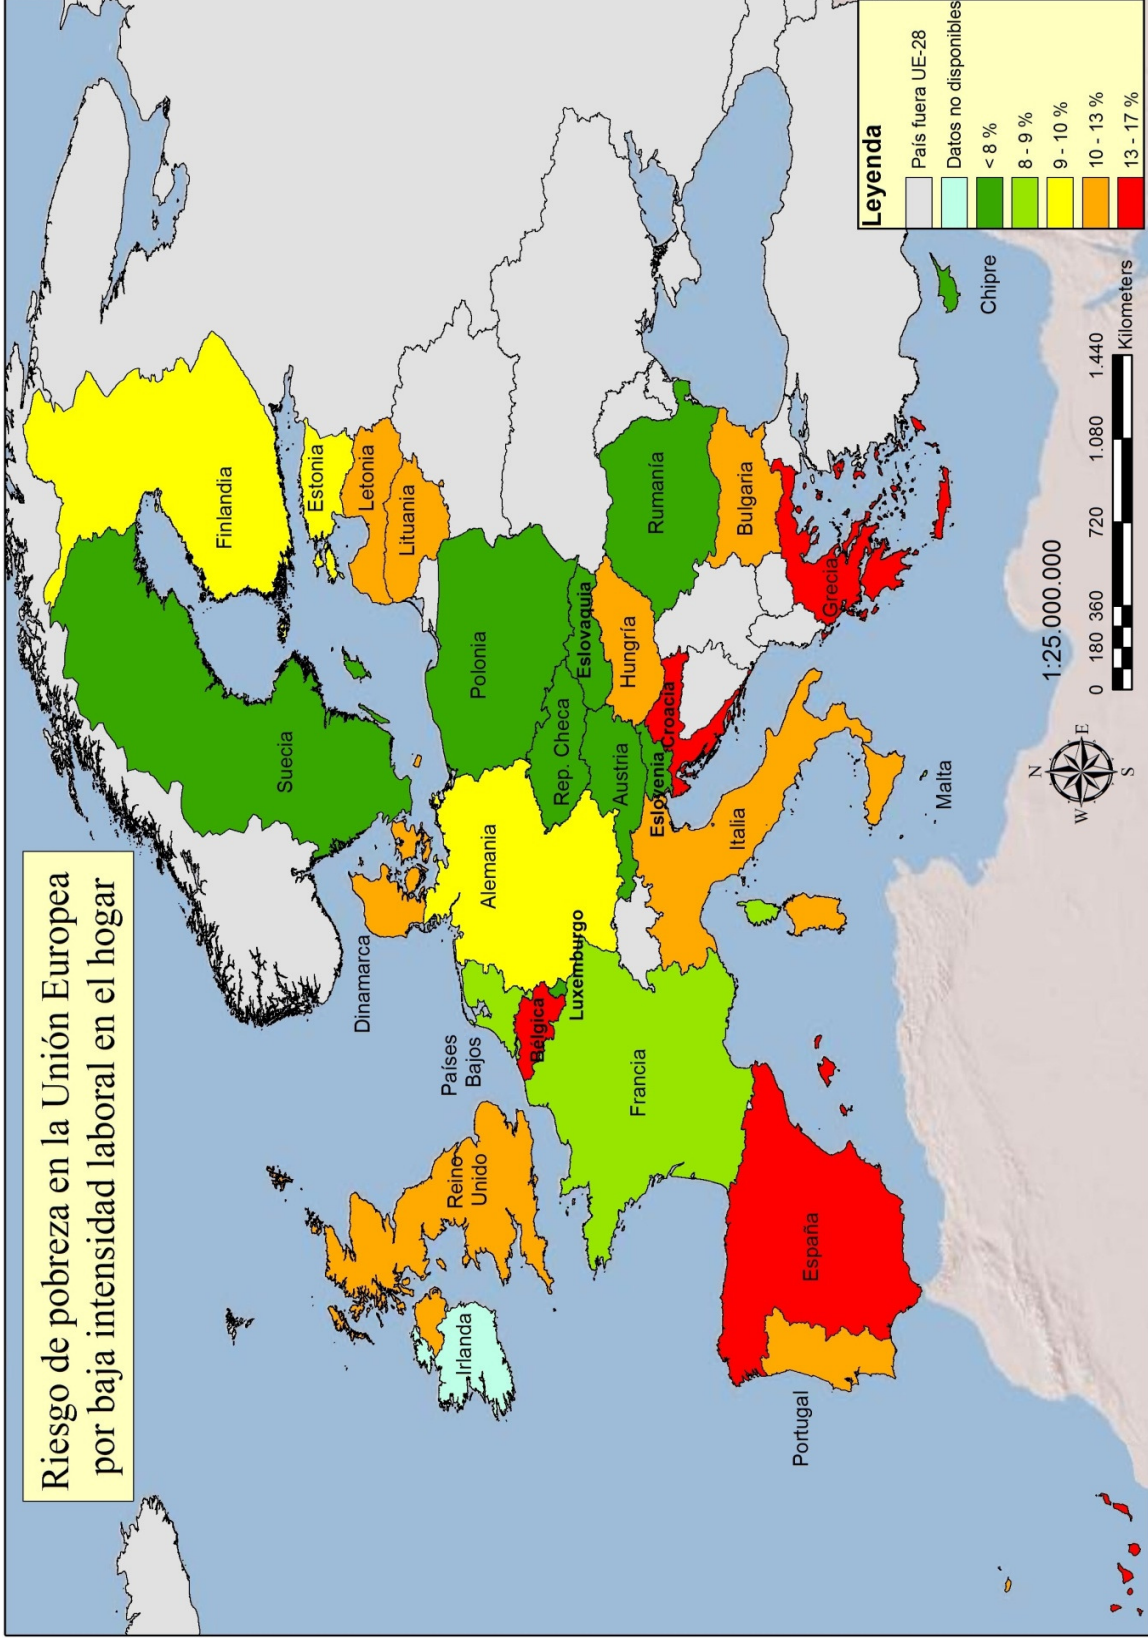 Riesgo de pobreza en la Unión Europea
por baja intensidad laboral en el hogar
Finlandia
Suecia
Estonia
Letonia
Lituania
Dinamarca
Irlanda
Reino
Unido
Países
Bajos
Alemania
Polonia
Bélgica
Luxemburgo
Rep. Checa
Eslovaquia
Austria
Hungría
Francia
Eslovenia
Croacia
Rumanía
Bulgaria
Italia
Portugal
España
Grecia
Malta
Chipre
N
W
E
S
1:25.000.000
0 180 360 720 1.080 1.440
Kilometers
Leyenda
País fuera UE-28
Datos no disponibles
< 8 %
8 - 9 %
9 - 10 %
10 - 13 %
13 - 17 %